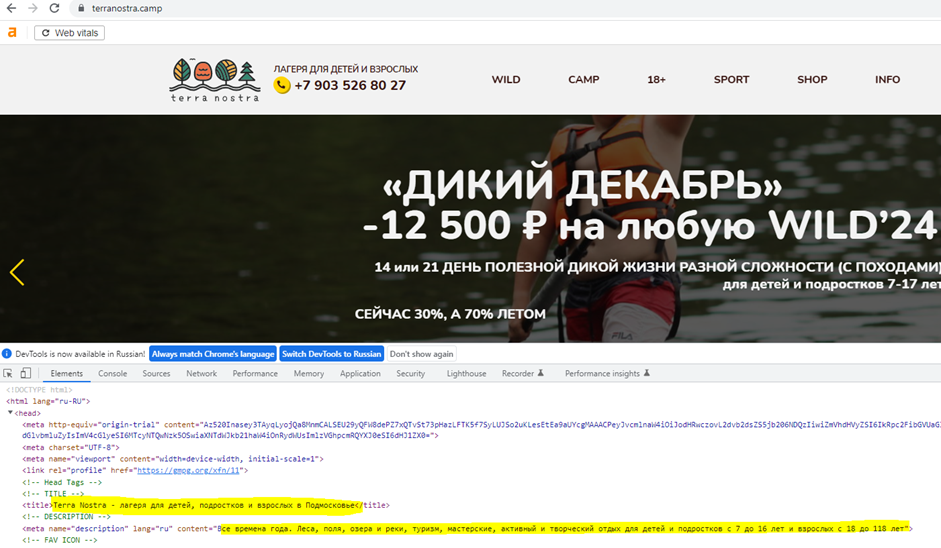 terranostra.camp
a
Web vitals
ЛАГЕРЯ ДЛЯ ДЕТЕЙ И ВЗРОСЛЫХ
+7 903 526 80 27
terra nostra
WILD CAMP 18+ SPORT SHOP INFO
«ДИКИЙ ДЕКАБРЬ»
-12 500 ₽ на любую WILD’24
14 или 21 ДЕНЬ ПОЛЕЗНОЙ ДИКОЙ ЖИЗНИ РАЗНОЙ СЛОЖНОСТИ (С ПОХОДАМИ)
для детей и подростков 7-17 лет
СЕЙЧАС 30%, А 70% ЛЕТОМ
FILA
DevTools is now available in Russian! Always match Chrome's language Switch DevTools to Russian Don't show again
Elements Console Sources Network Performance Memory Application Security Lighthouse Recorder Performance insights
<!DOCTYPE html>
<html lang="ru-RU">
<head>
<meta http-equiv="origin-trial" content="
<meta charset="UTF-8">
<meta name="viewport" content="width=device-width, initial-scale=1">
<link rel="profile" href="https://gmpg.org/xfn/11">
<!-- Head Tags -->
<!-- TITLE -->
<title>Terra Nostra - лагеря для детей, подростков и взрослых в Подмосковье</title>
<!-- DESCRIPTION -->
<meta name="description" lang="ru" content="Все времена года. Леса, поля, озера и реки, туризм, мастерские, активный и творческий отдых для детей и подростков с 7 до 16 лет и взрослых с 18 до 118 лет">
<!-- FAV ICON -->